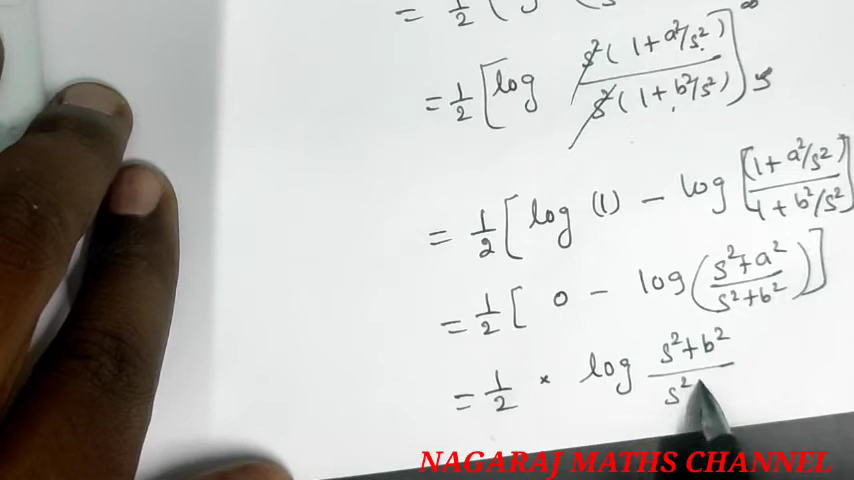 = 1/2 (
= 1/2 [ log s²(1 + a²/s²) / s²(1 + b²/s²) ]∞ s
= 1/2 [ log (1) - log [ (1 + a²/s²) / 1 + b²/s² ]
= 1/2 [ 0 - log ( s²+a² / s²+b² ) ]
= 1/2 × log s²+b² / s²
NAGARAJ MATHS CHANNEL